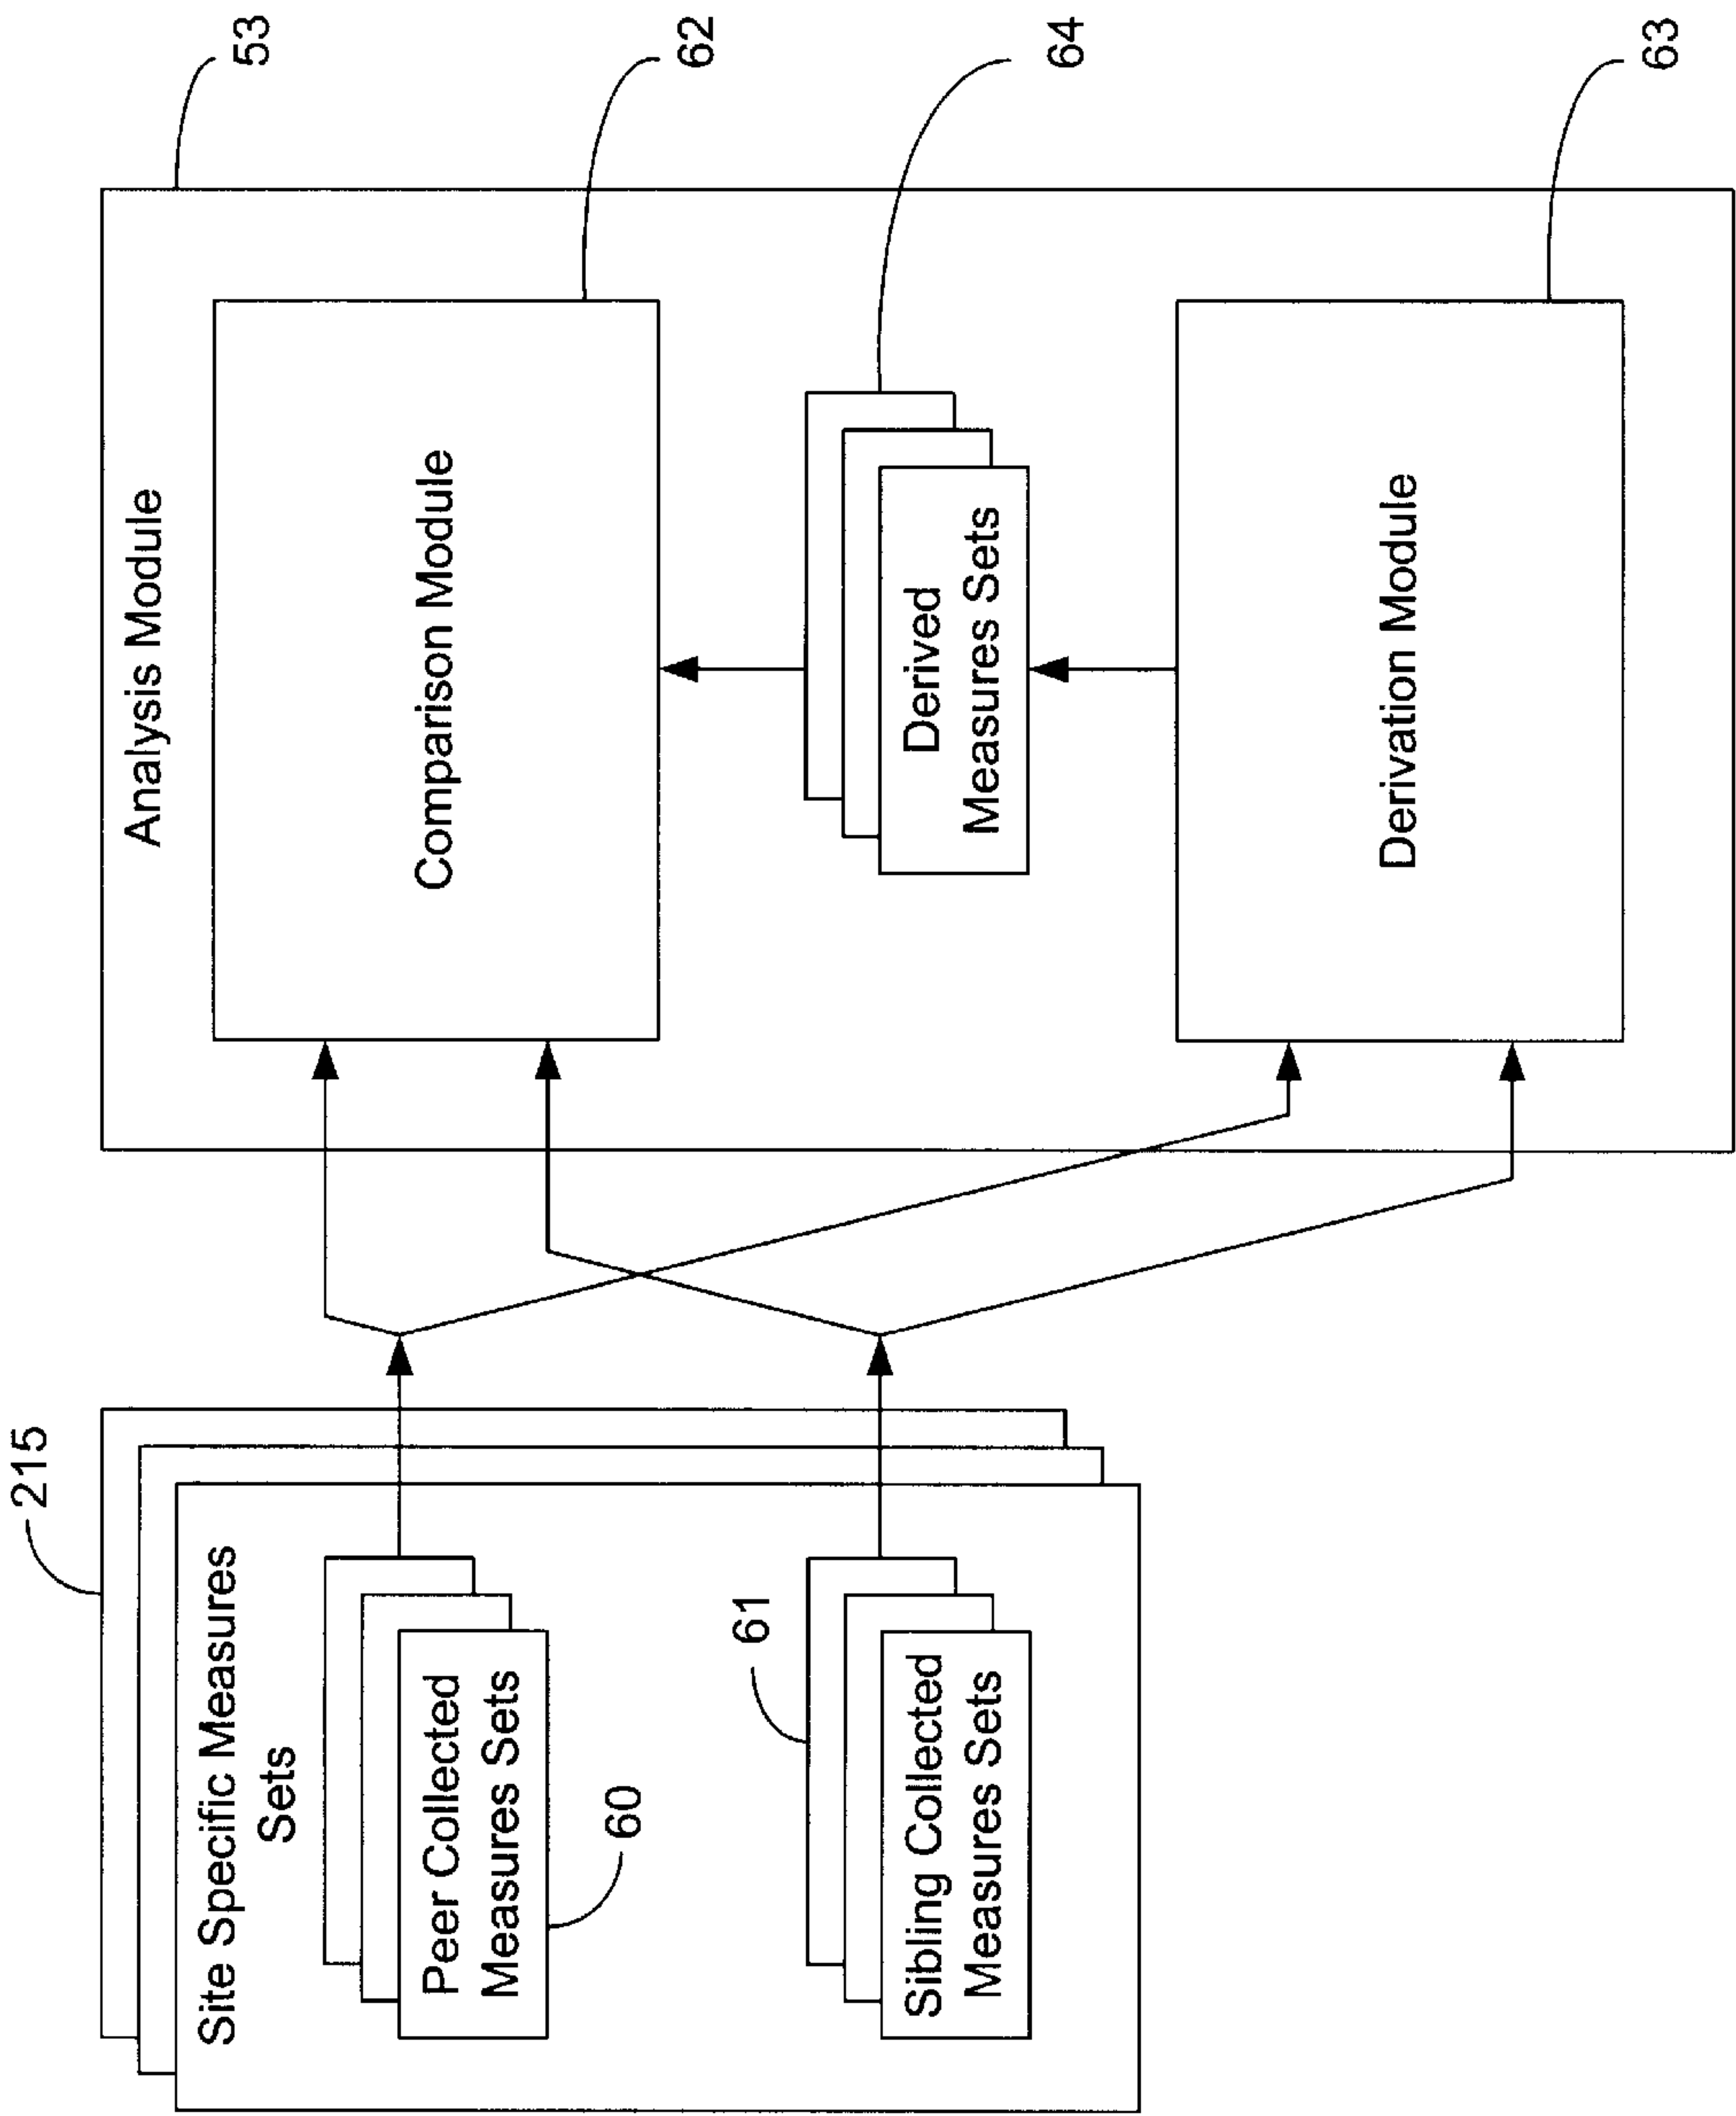 215
Site Specific Measures
Sets
Peer Collected
Measures Sets
60
61
Sibling Collected
Measures Sets
Analysis Module
53
Comparison Module
62
Derived
Measures Sets
64
Derivation Module
63